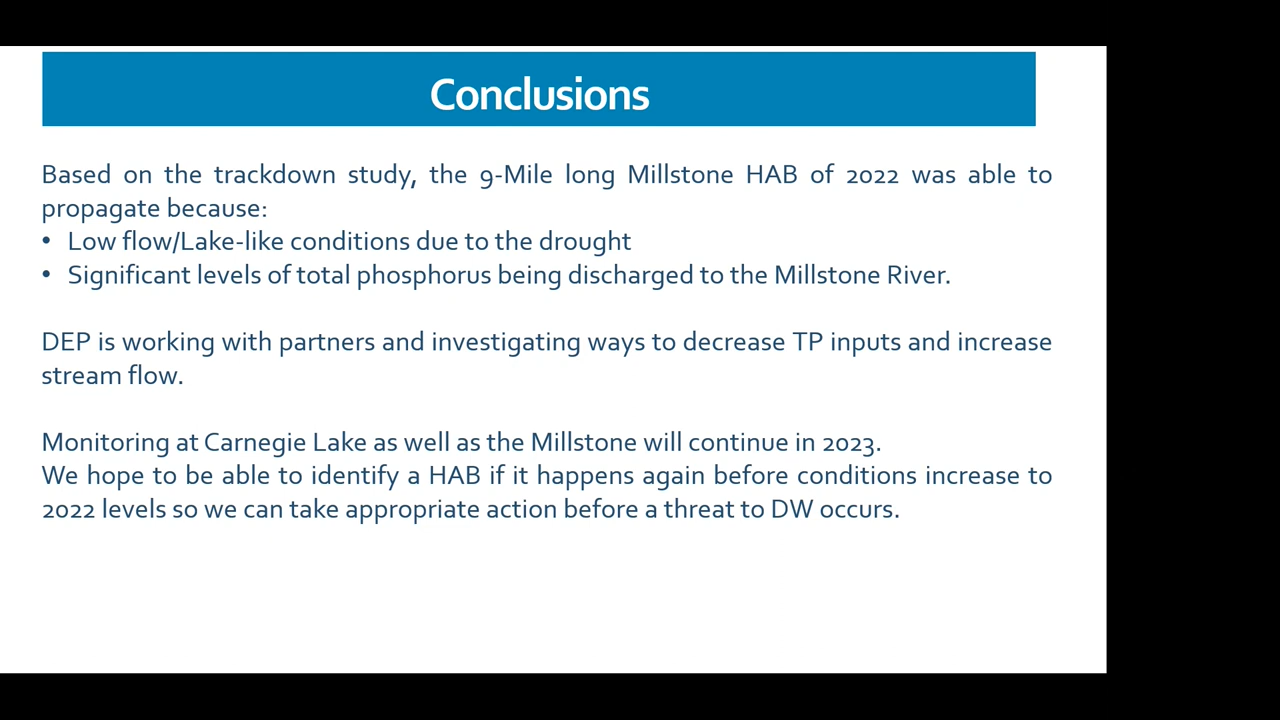 Conclusions
Based on the trackdown study, the 9-Mile long Millstone HAB of 2022 was able to
propagate because:
• Low flow/Lake-like conditions due to the drought
• Significant levels of total phosphorus being discharged to the Millstone River.
DEP is working with partners and investigating ways to decrease TP inputs and increase
stream flow.
Monitoring at Carnegie Lake as well as the Millstone will continue in 2023.
We hope to be able to identify a HAB if it happens again before conditions increase to
2022 levels so we can take appropriate action before a threat to DW occurs.